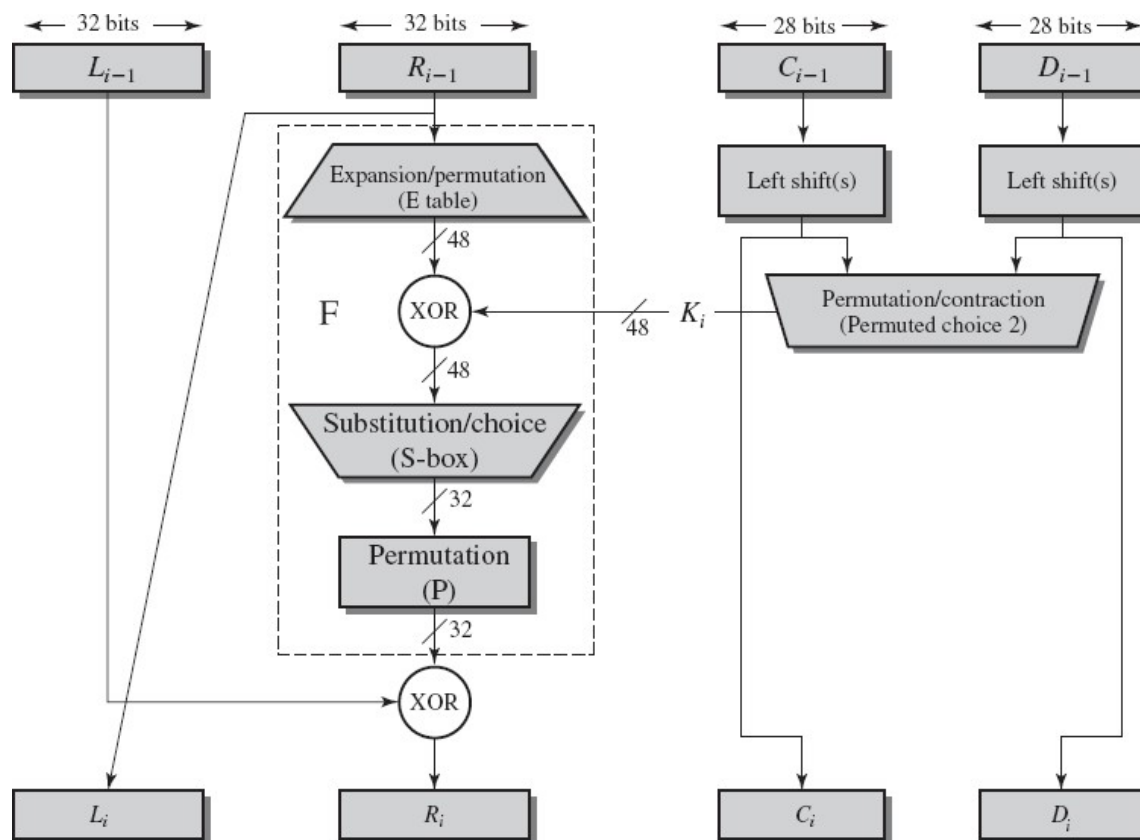 32 bits
32 bits
28 bits
28 bits
L_{i–1}
R_{i–1}
C_{i–1}
D_{i–1}
Expansion/permutation
(E table)
Left shift(s)
Left shift(s)
48
F
XOR
48
K_i
Permutation/contraction
(Permuted choice 2)
48
Substitution/choice
(S-box)
32
Permutation
(P)
32
XOR
L_i
R_i
C_i
D_i